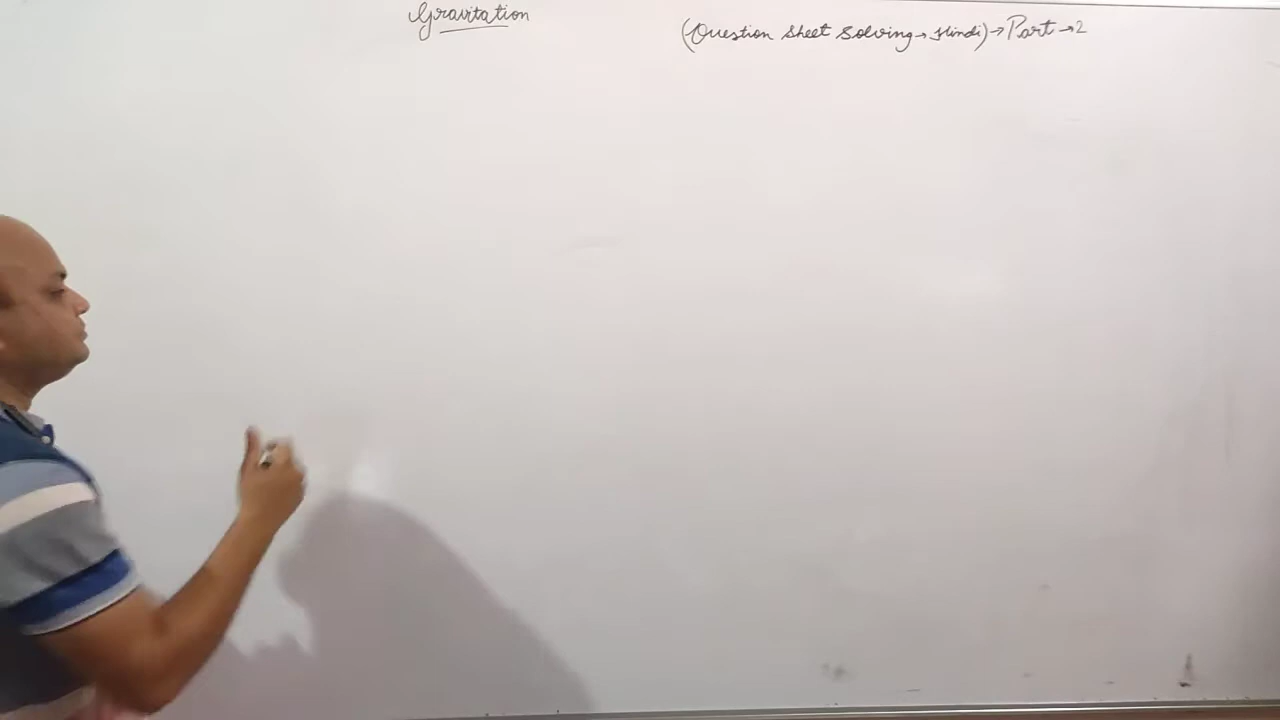 Gravitation
(Question Sheet Solving → Hindi) → Part → 2